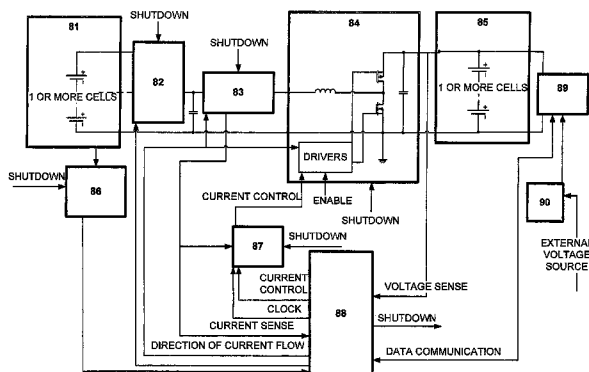 SHUTDOWN
81
1 OR MORE CELLS
82
SHUTDOWN
83
84
85
1 OR MORE CELLS
89
DRIVERS
SHUTDOWN
86
CURRENT CONTROL
ENABLE
SHUTDOWN
90
87
SHUTDOWN
EXTERNAL
VOLTAGE
SOURCE
CURRENT
CONTROL
CLOCK
CURRENT SENSE
DIRECTION OF CURRENT FLOW
88
VOLTAGE SENSE
SHUTDOWN
DATA COMMUNICATION